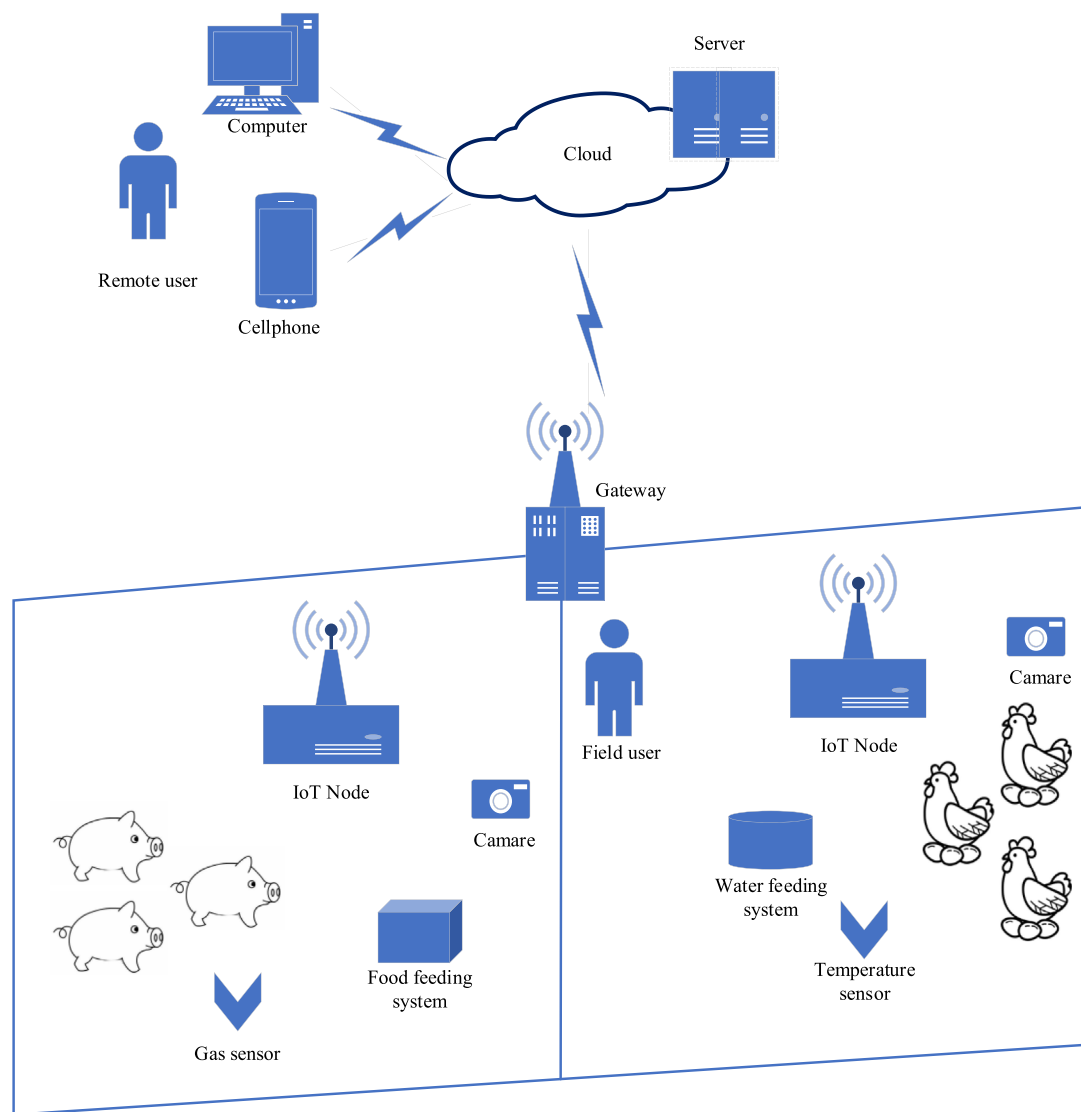 Server
Computer
Cloud
Remote user
Cellphone
Gateway
Camare
Field user
IoT Node
IoT Node
Camare
Water feeding
system
Food feeding
system
Temperature
sensor
Gas sensor